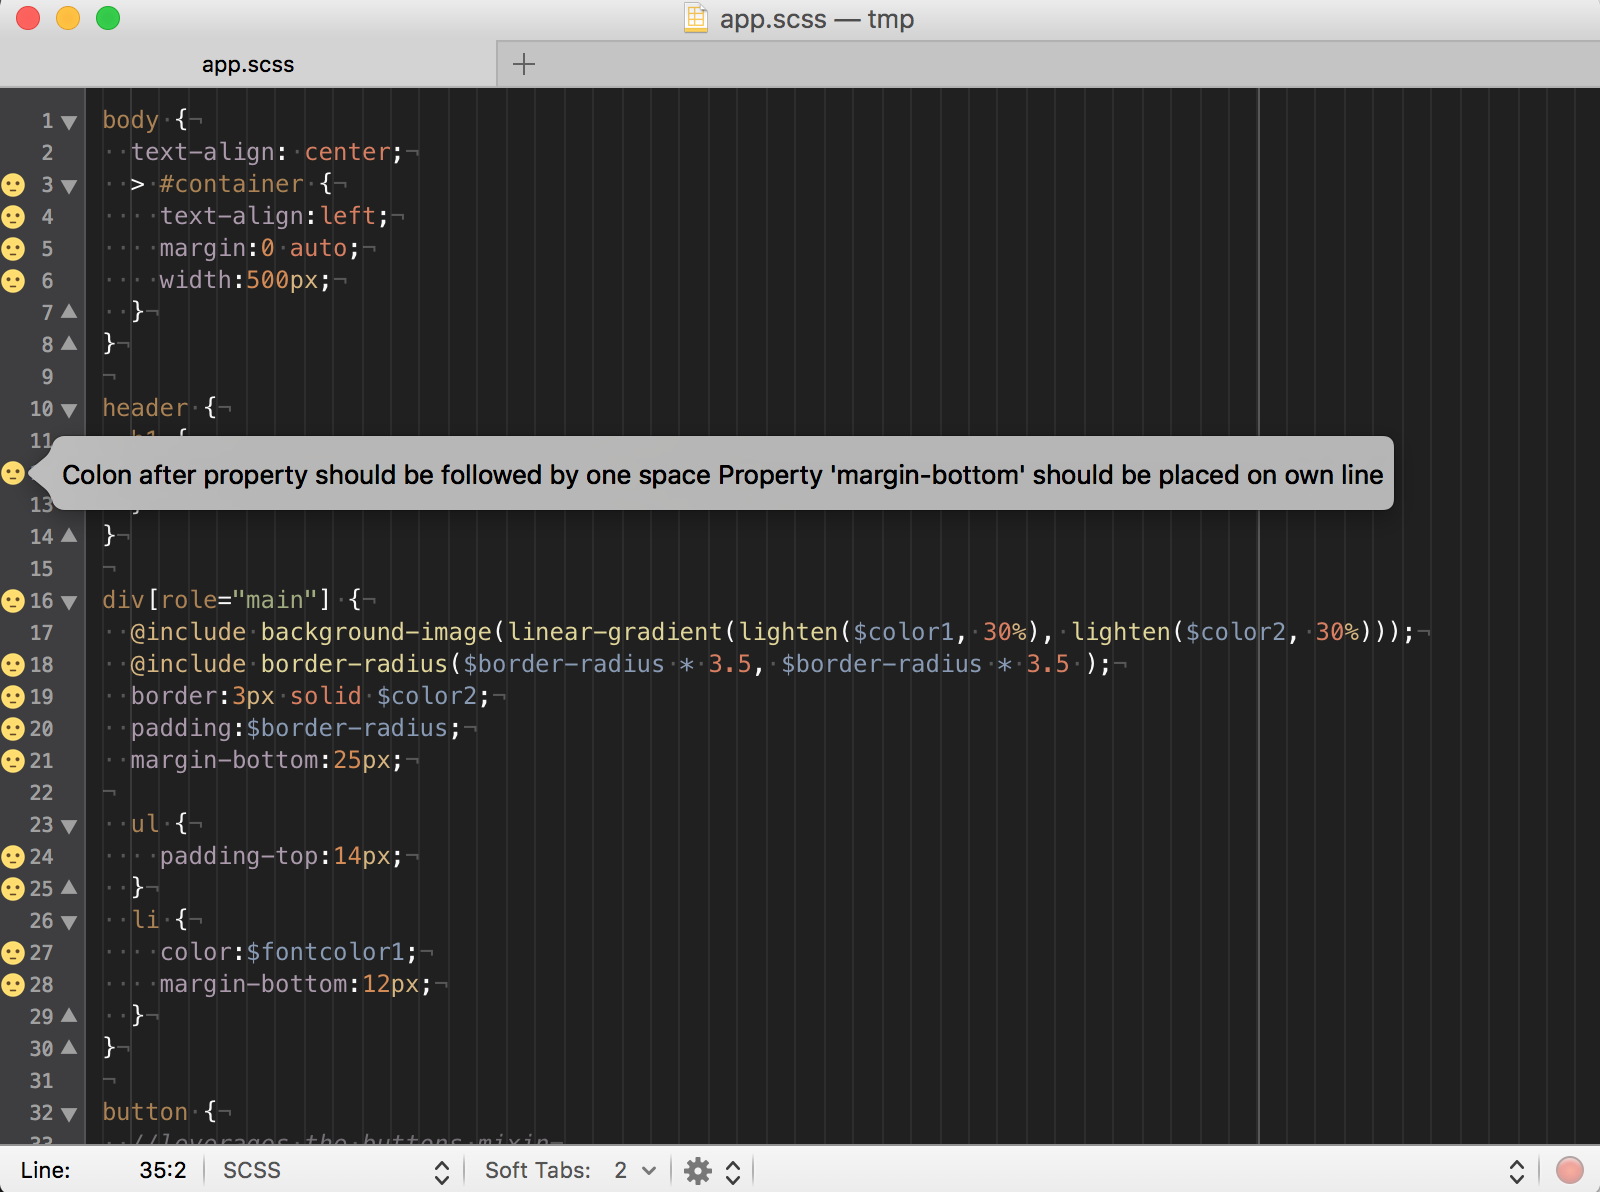 app.scss — tmp
app.scss
1 body {
2 text-align: center;
3 > #container {
4 text-align:left;
5 margin:0 auto;
6 width:500px;
7 }
8 }
9
10 header {
11
Colon after property should be followed by one space Property 'margin-bottom' should be placed on own line
13
14 }
15
16 div[role="main"] {
17 @include background-image(linear-gradient(lighten($color1, 30%), lighten($color2, 30%)));
18 @include border-radius($border-radius * 3.5, $border-radius * 3.5 );
19 border:3px solid $color2;
20 padding:$border-radius;
21 margin-bottom:25px;
22
23 ul {
24 padding-top:14px;
25 }
26 li {
27 color:$fontcolor1;
28 margin-bottom:12px;
29 }
30 }
31
32 button {
33 //leverages the buttons mixin
Line: 35:2 SCSS Soft Tabs: 2